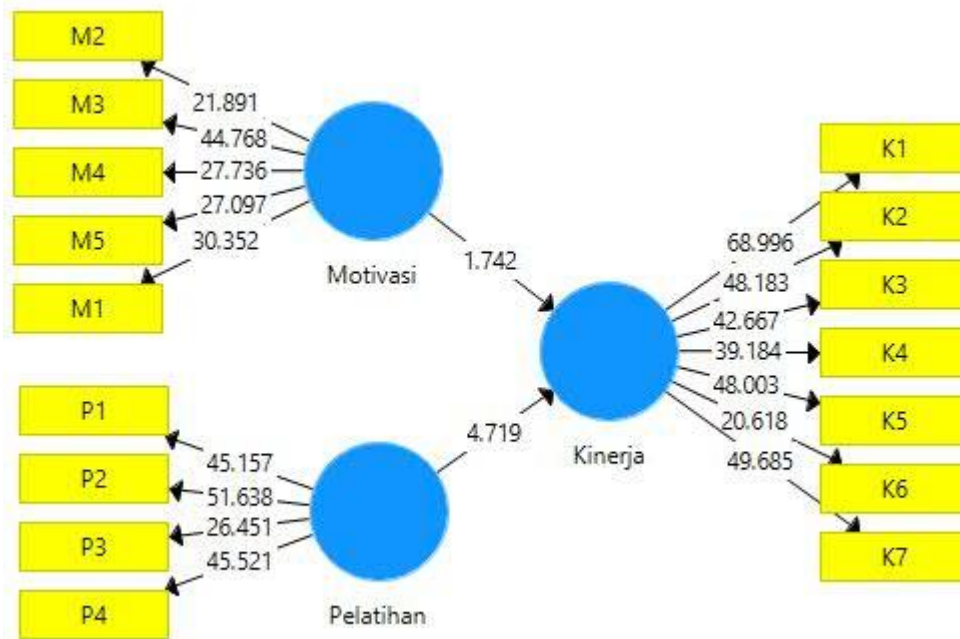 M2
M3
M4
M5
M1
21.891
44.768
27.736
27.097
30.352
Motivasi
1.742
P1
P2
P3
P4
45.157
51.638
26.451
45.521
Pelatihan
4.719
Kinerja
68.996
48.183
42.667
39.184
48.003
20.618
49.685
K1
K2
K3
K4
K5
K6
K7